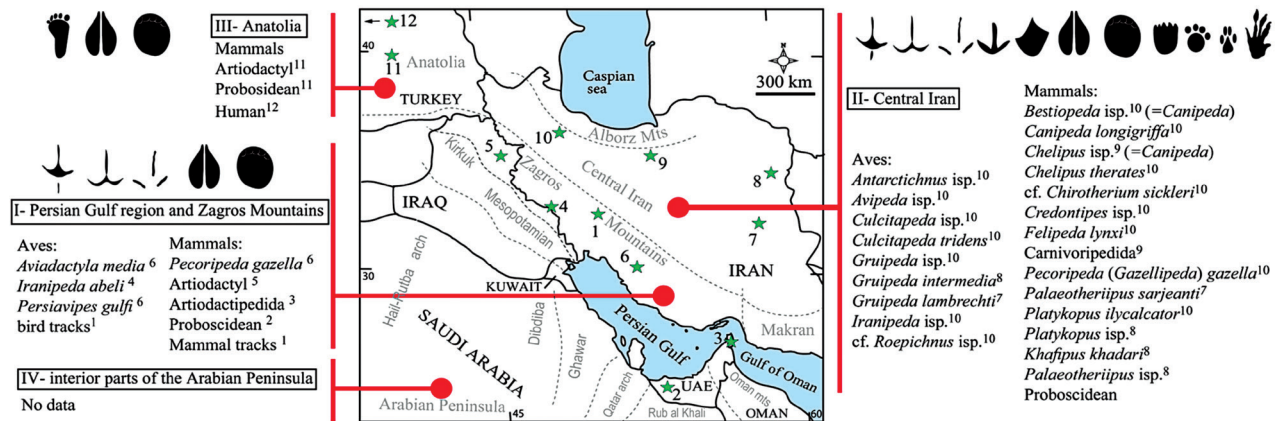 III- Anatolia
Mammals
Artiodactyl¹¹
Probosidean¹¹
Human¹²
I- Persian Gulf region and Zagros Mountains
Aves:
Aviadactyla media ⁶
Iranipeda abeli ⁴
Persiavipes gulfi ⁶
bird tracks¹
Mammals:
Pecoripeda gazella ⁶
Artiodactyl ⁵
Artiodactipedida ³
Proboscidean ²
Mammal tracks ¹
IV- interior parts of the Arabian Peninsula
No data
12
40
11
Anatolia
TURKEY
Caspian
sea
300 km
10
Alborz Mts
5
Kirkuk
Zagros
Central Iran
9
8
IRAQ
Mesopotamian
4
1
Mountains
7
6
IRAN
30
KUWAIT
Hail-Rutba arch
Dibdiba
Persian Gulf
Makran
SAUDI ARABIA
Ghawar
3
Gulf of Oman
Qatar arch
UAE
2
Oman mts
Arabian Peninsula
45
Rub al Khali
OMAN
60
II- Central Iran
Aves:
Antarctichnus isp.¹⁰
Avipeda isp.¹⁰
Culcitapeda isp.¹⁰
Culcitapeda tridens¹⁰
Gruipeda isp.¹⁰
Gruipeda intermedia⁸
Gruipeda lambrechti⁷
Iranipeda isp.¹⁰
cf. Roepichnus isp.¹⁰
Mammals:
Bestiopeda isp.¹⁰ (=Canipeda)
Canipeda longigriffa¹⁰
Chelipus isp.⁹ (=Canipeda)
Chelipus therates¹⁰
cf. Chirotherium sickleri¹⁰
Credontipes isp.¹⁰
Felipeda lynxi¹⁰
Carnivoripedida⁹
Pecoripeda (Gazellipeda) gazella¹⁰
Palaeotheriipus sarjeanti⁷
Platykopus ilycalcator¹⁰
Platykopus isp.⁸
Khafipus khadari⁸
Palaeotheriipus isp.⁸
Proboscidean